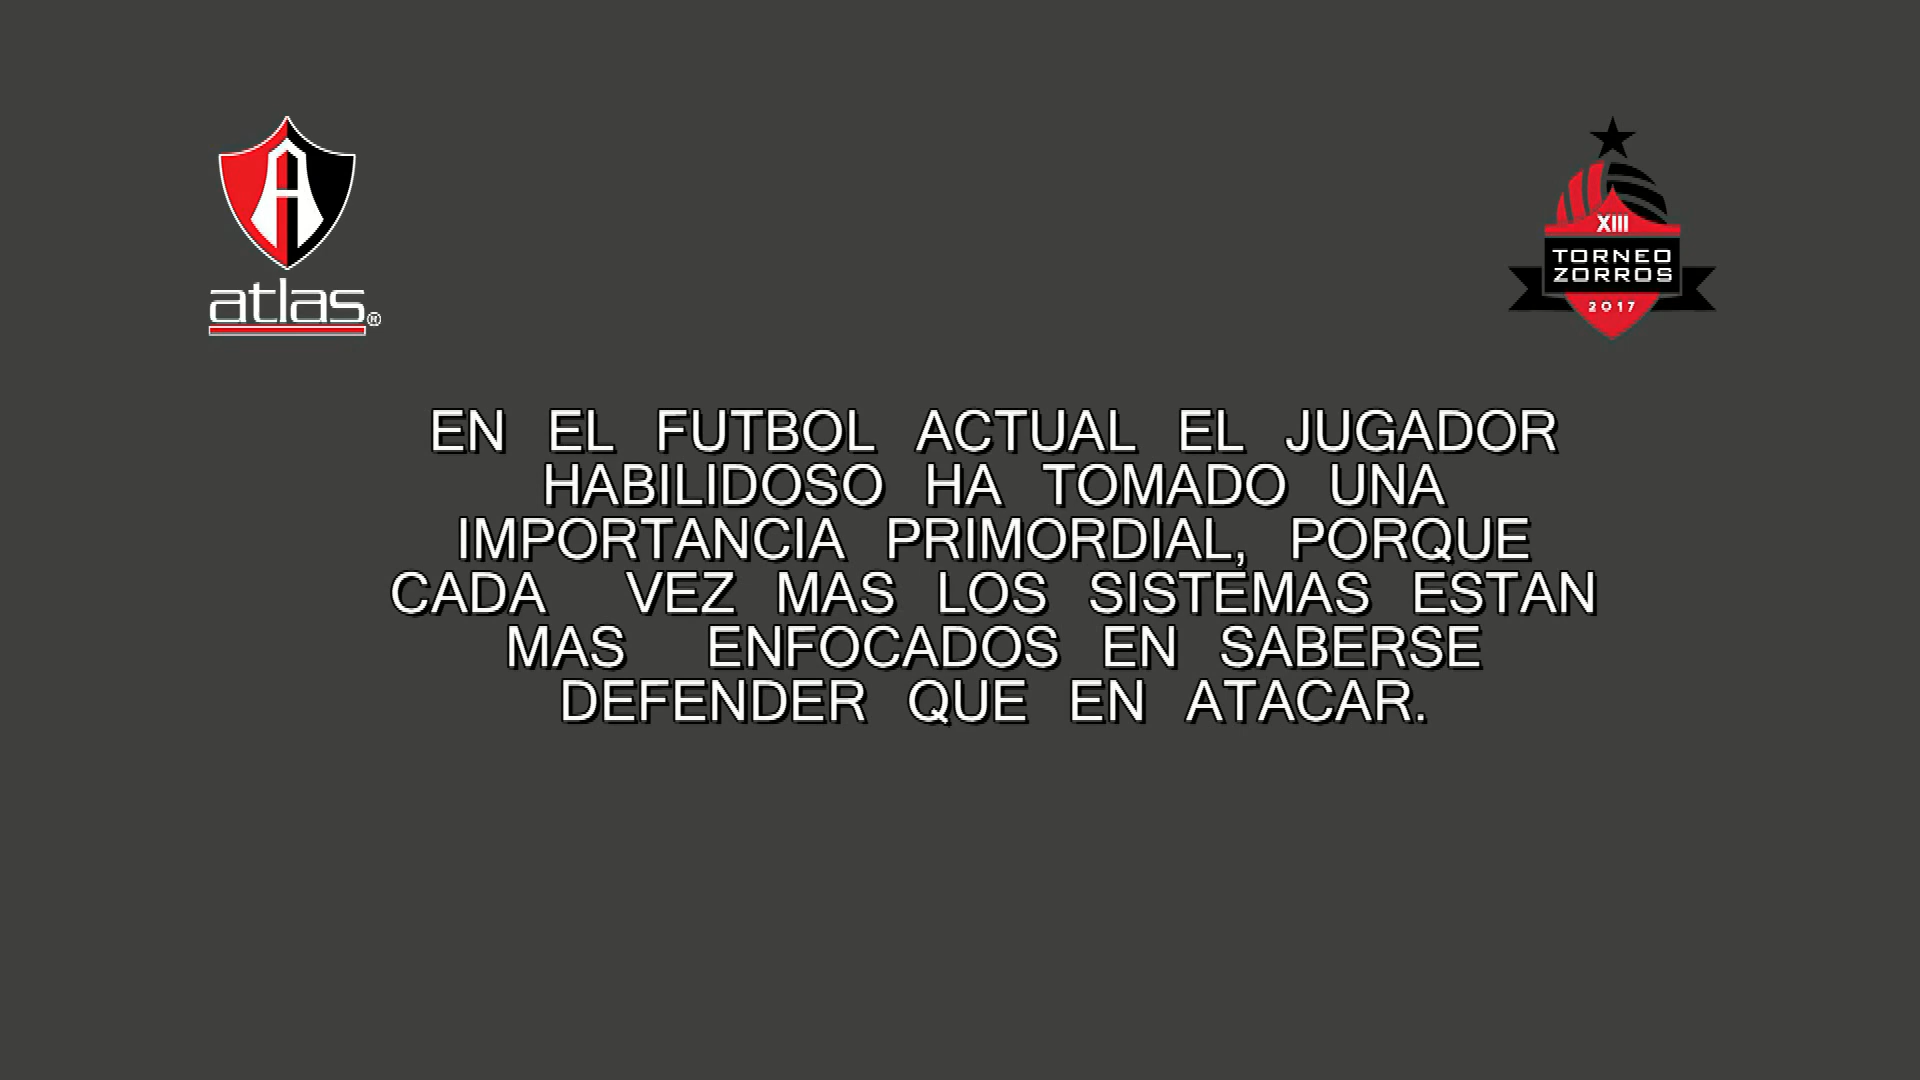 A
atlas®
XIII
TORNEO
ZORROS
2017
EN EL FUTBOL ACTUAL EL JUGADOR
HABILIDOSO HA TOMADO UNA
IMPORTANCIA PRIMORDIAL, PORQUE
CADA VEZ MAS LOS SISTEMAS ESTAN
MAS ENFOCADOS EN SABERSE
DEFENDER QUE EN ATACAR.